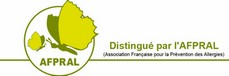 AFPRAL
Distingué par l'AFPRAL
(Association Française pour la Prévention des Allergies)